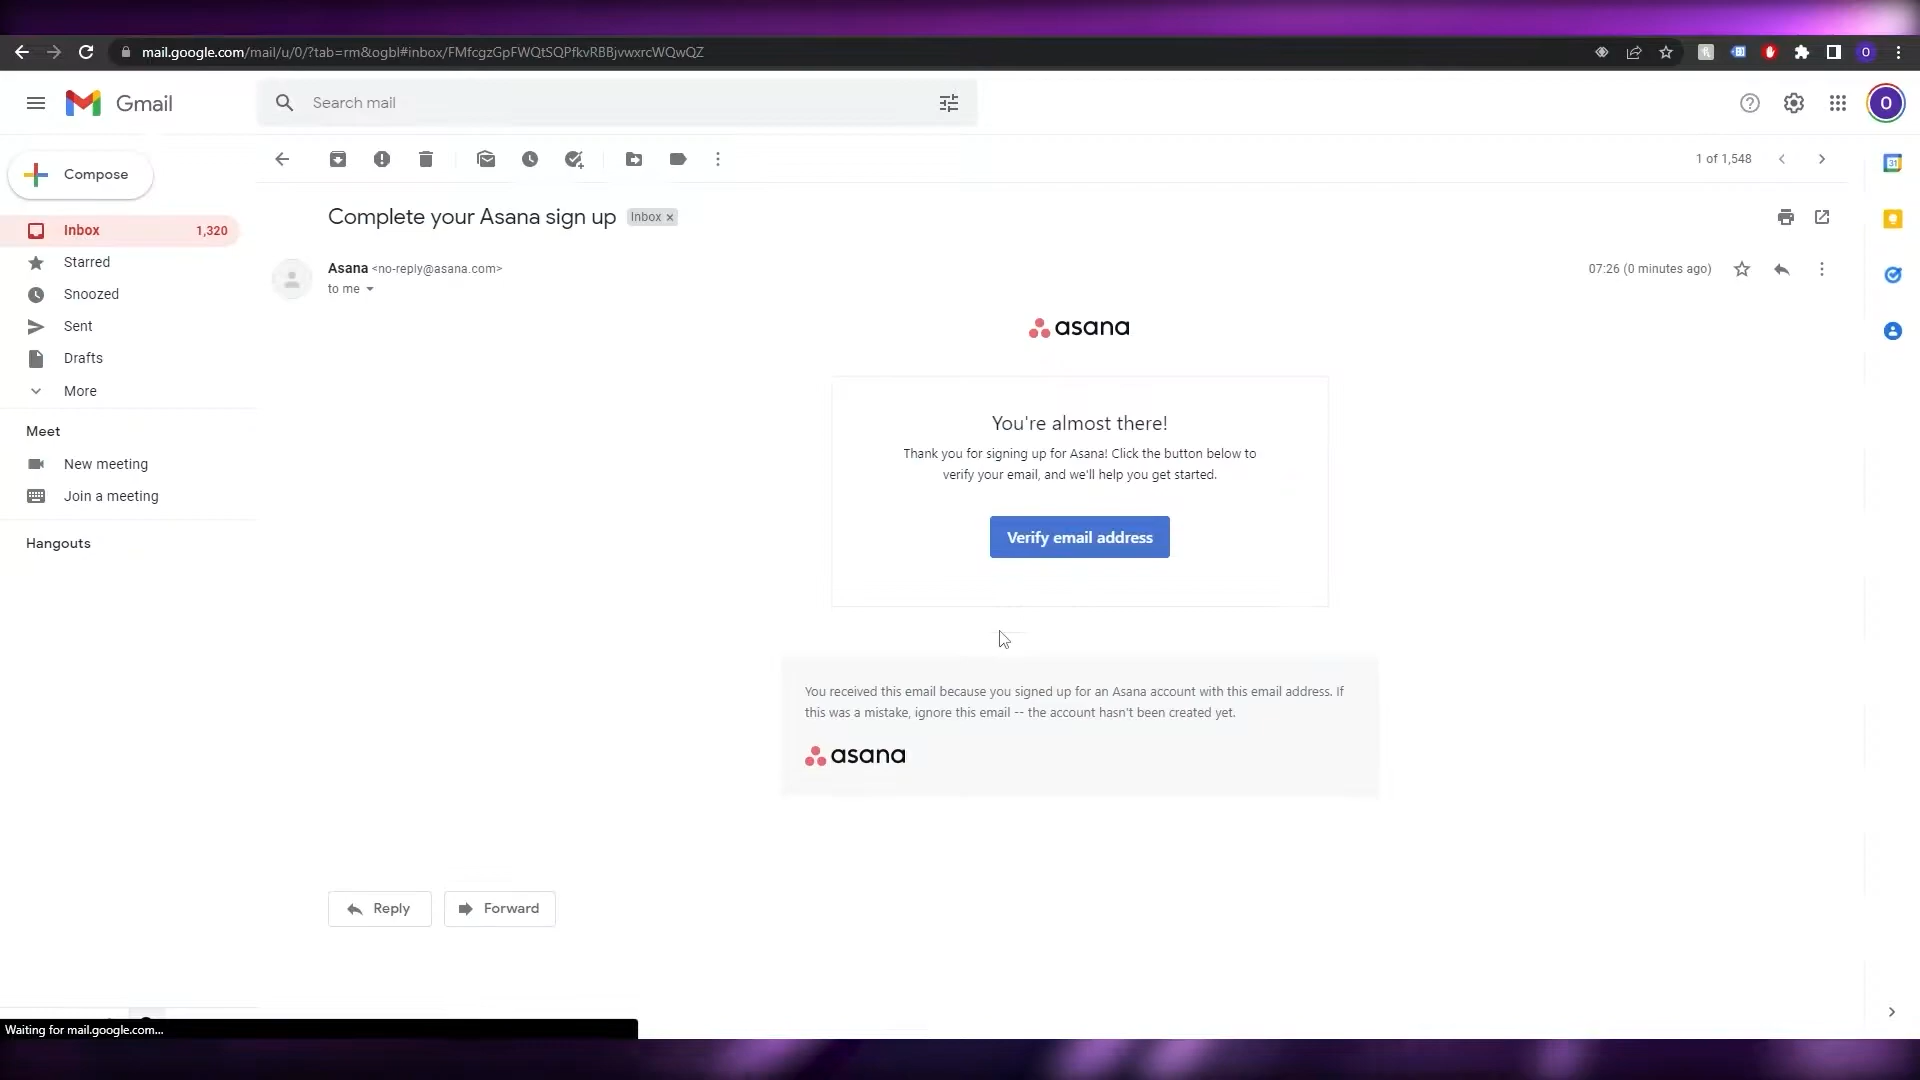 mail.google.com/mail/u/0/?tab=rm&ogbl#inbox/FMfcgzGpFWQtSQPfkvRBBjvwxrcWQwQZ
O
Gmail
Search mail
O
Compose
1 of 1,548
31
Complete your Asana sign up
Inbox x
Inbox 1,320
Starred
Snoozed
Sent
Drafts
More
Meet
New meeting
Join a meeting
Hangouts
Asana <no-reply@asana.com>
07:26 (0 minutes ago)
to me
asana
You're almost there!
Thank you for signing up for Asana! Click the button below to
verify your email, and we'll help you get started.
Verify email address
You received this email because you signed up for an Asana account with this email address. If
this was a mistake, ignore this email -- the account hasn't been created yet.
asana
Reply
Forward
Waiting for mail.google.com...